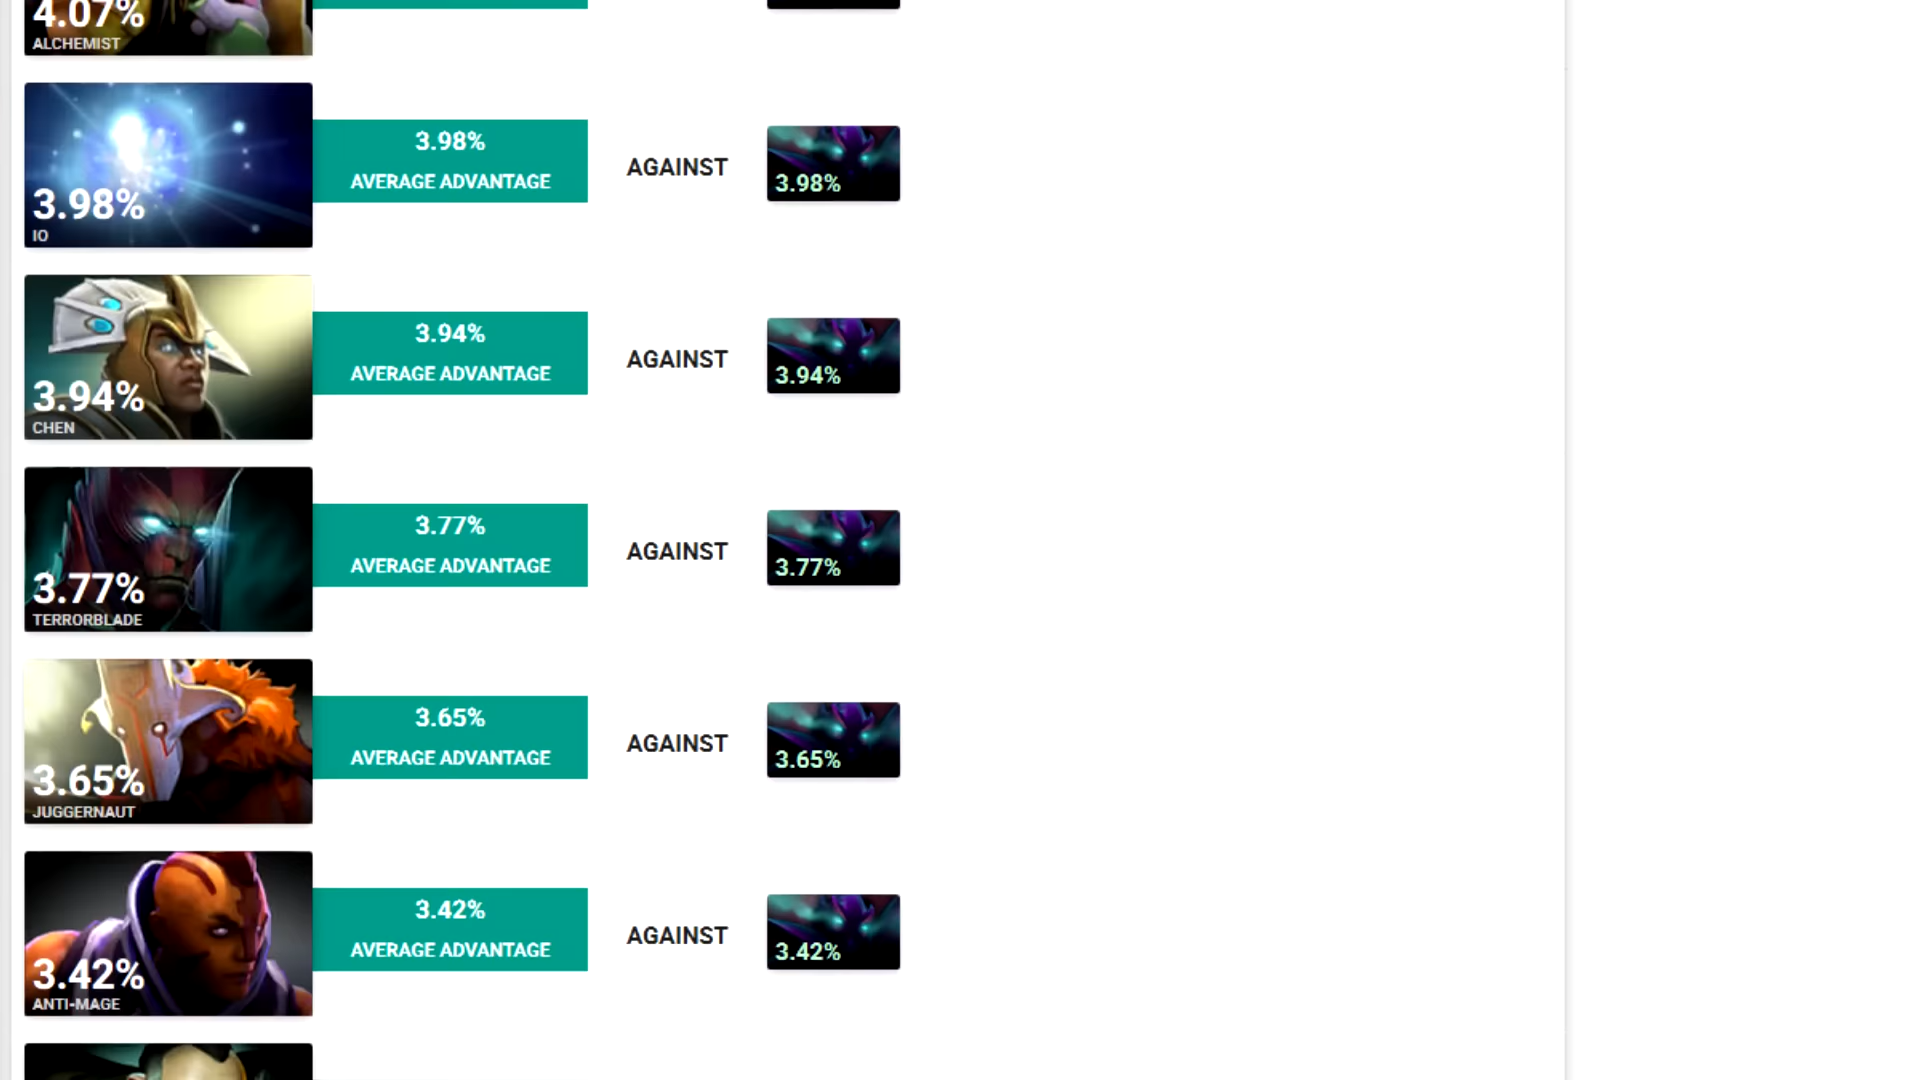 4.07%
ALCHEMIST
3.98%
IO
3.98%
AVERAGE ADVANTAGE
AGAINST
3.98%
3.94%
CHEN
3.94%
AVERAGE ADVANTAGE
AGAINST
3.94%
3.77%
TERRORBLADE
3.77%
AVERAGE ADVANTAGE
AGAINST
3.77%
3.65%
JUGGERNAUT
3.65%
AVERAGE ADVANTAGE
AGAINST
3.65%
3.42%
ANTI-MAGE
3.42%
AVERAGE ADVANTAGE
AGAINST
3.42%